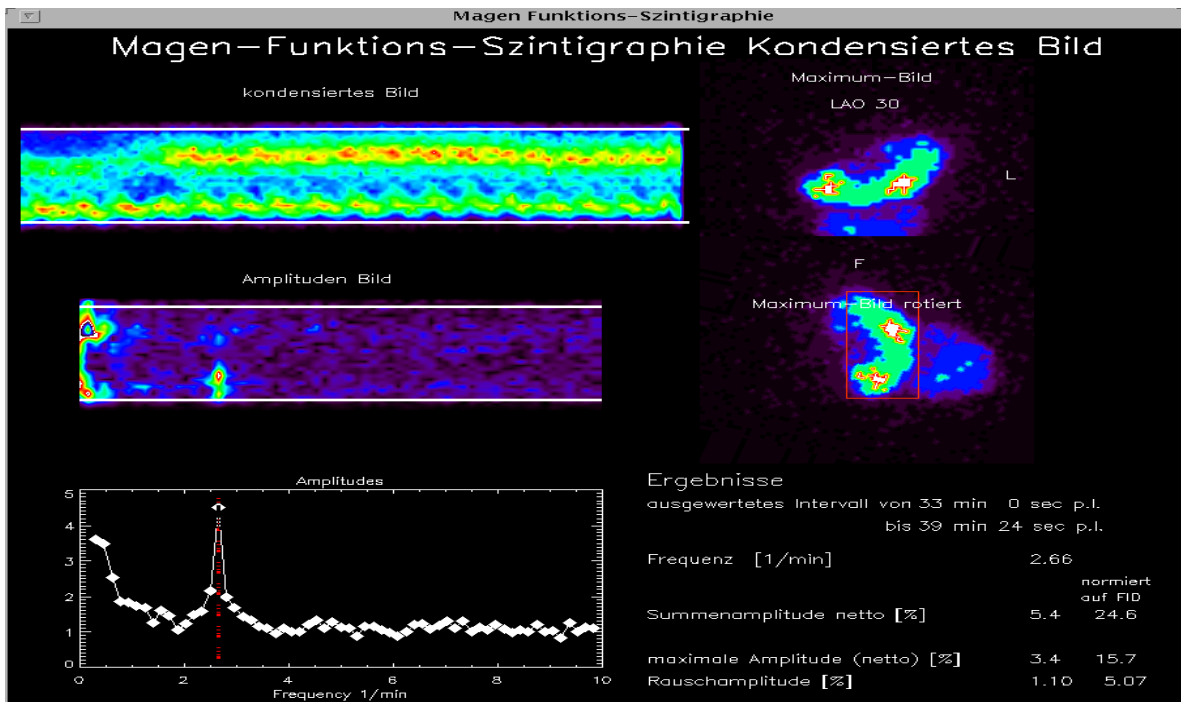 Magen Funktions-Szintigraphie
Magen-Funktions-Szintigraphie Kondensiertes Bild
kondensiertes Bild
Maximum-Bild
LAO 30
L
Amplituden Bild
F
Maximum-Bild rotiert
Amplitudes
5
4
3
2
1
0
0 2 4 6 8 10
Frequency 1/min
Ergebnisse
ausgewertetes Intervall von 33 min 0 sec p.l.
bis 39 min 24 sec p.l.
Frequenz [1/min] 2.66
normiert
auf FID
Summenamplitude netto [%] 5.4 24.6
maximale Amplitude (netto) [%] 3.4 15.7
Rauschamplitude [%] 1.10 5.07